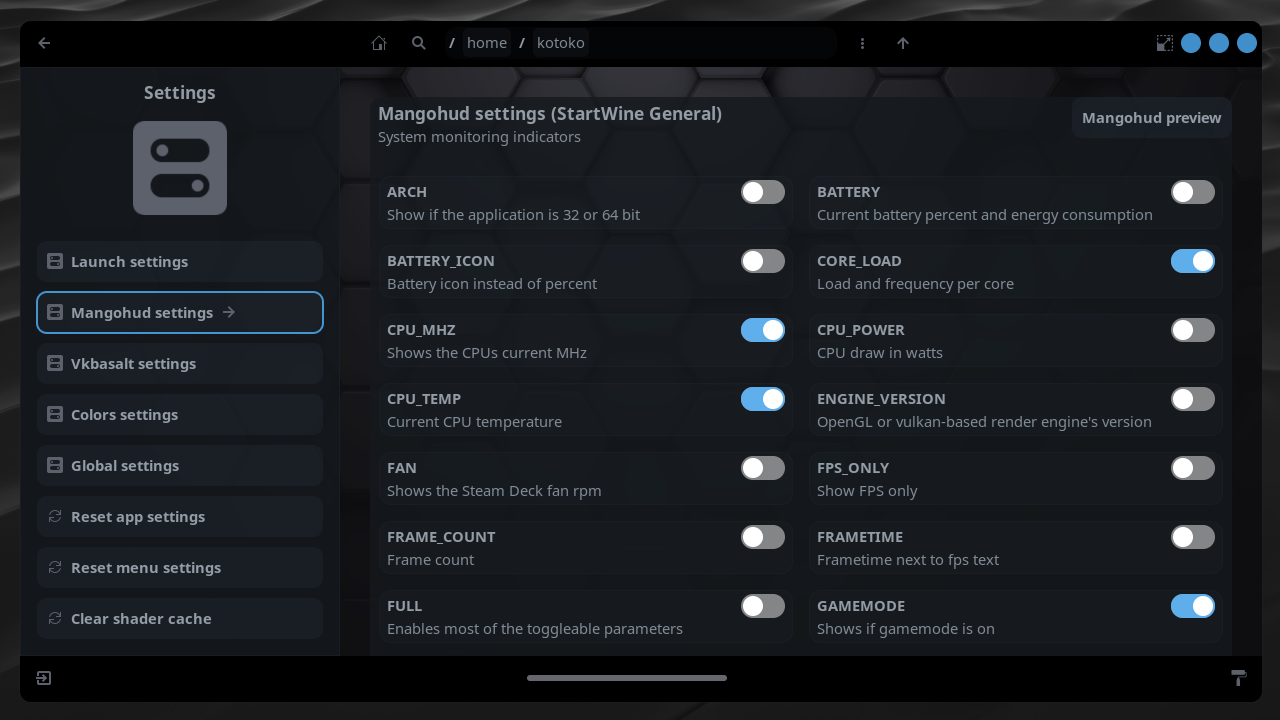 / home / kotoko
Settings
Launch settings
Mangohud settings
Vkbasalt settings
Colors settings
Global settings
Reset app settings
Reset menu settings
Clear shader cache
Mangohud settings (StartWine General)
System monitoring indicators
Mangohud preview
ARCH
Show if the application is 32 or 64 bit
BATTERY
Current battery percent and energy consumption
BATTERY_ICON
Battery icon instead of percent
CORE_LOAD
Load and frequency per core
CPU_MHZ
Shows the CPUs current MHz
CPU_POWER
CPU draw in watts
CPU_TEMP
Current CPU temperature
ENGINE_VERSION
OpenGL or vulkan-based render engine's version
FAN
Shows the Steam Deck fan rpm
FPS_ONLY
Show FPS only
FRAME_COUNT
Frame count
FRAMETIME
Frametime next to fps text
FULL
Enables most of the toggleable parameters
GAMEMODE
Shows if gamemode is on